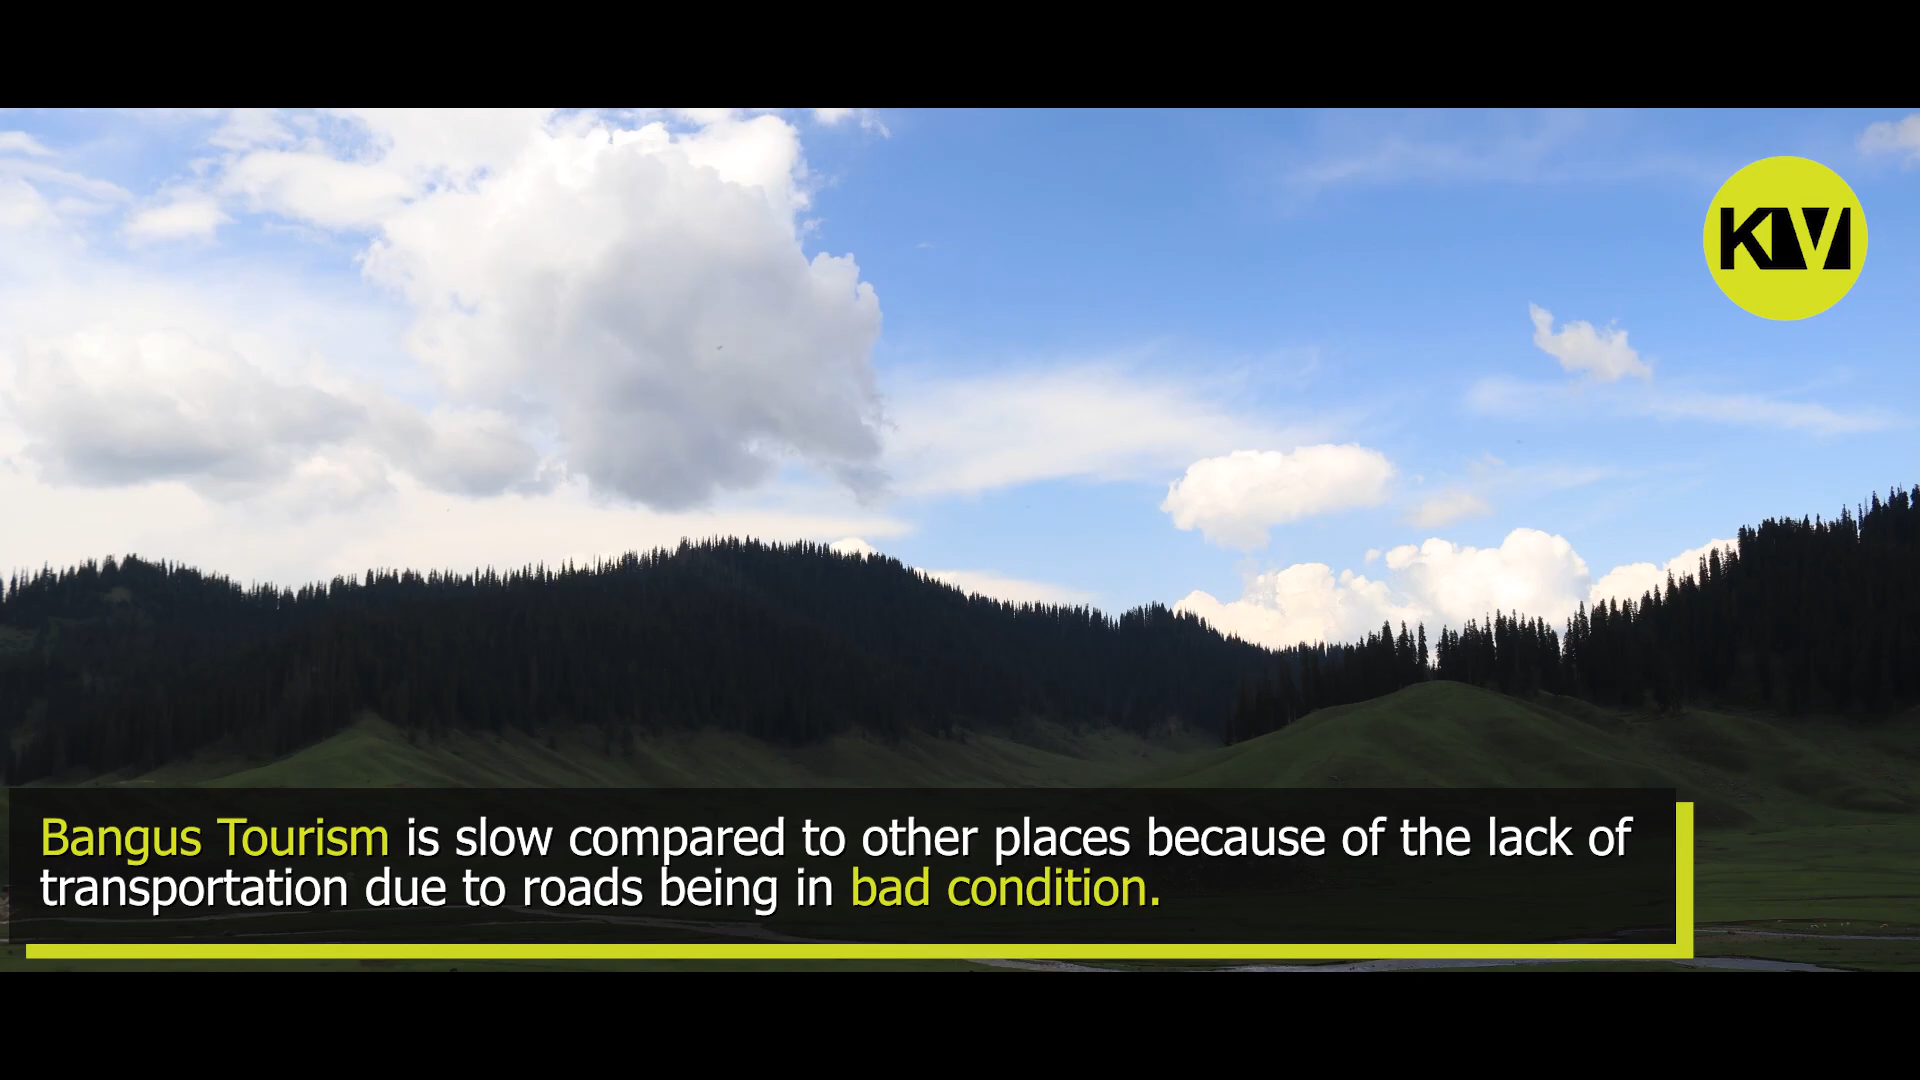 KVI
Bangus Tourism is slow compared to other places because of the lack of
transportation due to roads being in bad condition.